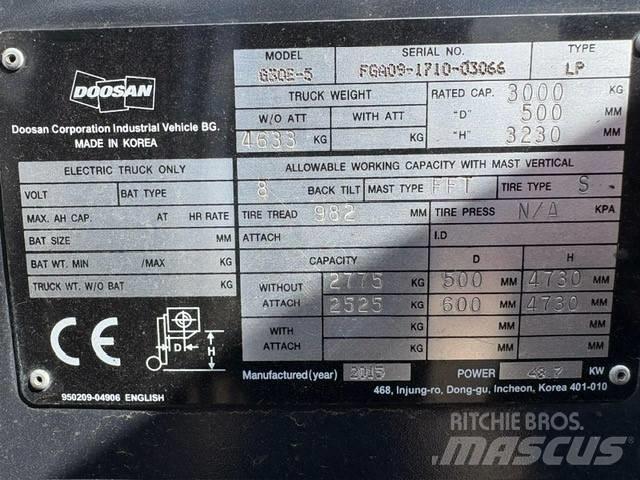 DOOSAN
Doosan Corporation Industrial Vehicle BG.
MADE IN KOREA
MODEL SERIAL NO. TYPE
G30E-5 FGA09-1710-03066 LP
TRUCK WEIGHT RATED CAP. 3000 KG
W/O ATT WITH ATT "D" 500 MM
4633 KG KG "H" 3230 MM
ELECTRIC TRUCK ONLY
VOLT BAT TYPE
MAX. AH CAP. AT HR RATE
BAT SIZE MM
BAT WT. MIN /MAX KG
TRUCK WT. W/O BAT KG
ALLOWABLE WORKING CAPACITY WITH MAST VERTICAL
8 BACK TILT MAST TYPE FFT TIRE TYPE S
TIRE TREAD 982 MM TIRE PRESS N/A KPA
ATTACH I.D
CAPACITY D H
WITHOUT ATTACH 2775 KG 500 MM 4730 MM
2525 KG 600 MM 4730 MM
WITH ATTACH KG MM MM
KG MM MM
CE
D H
Manufactured (year) 2015 POWER 48.7 KW
468, Injung-ro, Dong-gu, Incheon, Korea 401-010
950209-04906 ENGLISH
RITCHIE BROS.
MASCUS